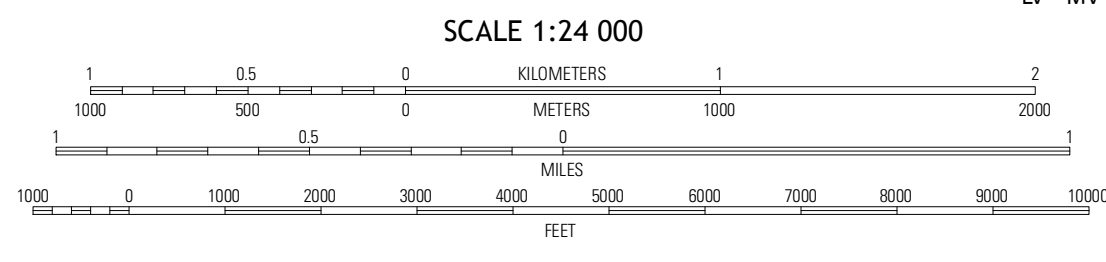 SCALE 1:24 000
1 0.5 0 KILOMETERS 1 2
1000 500 0 METERS 1000 2000
1 0.5 0 1
MILES
1000 0 1000 2000 3000 4000 5000 6000 7000 8000 9000 10000
FEET